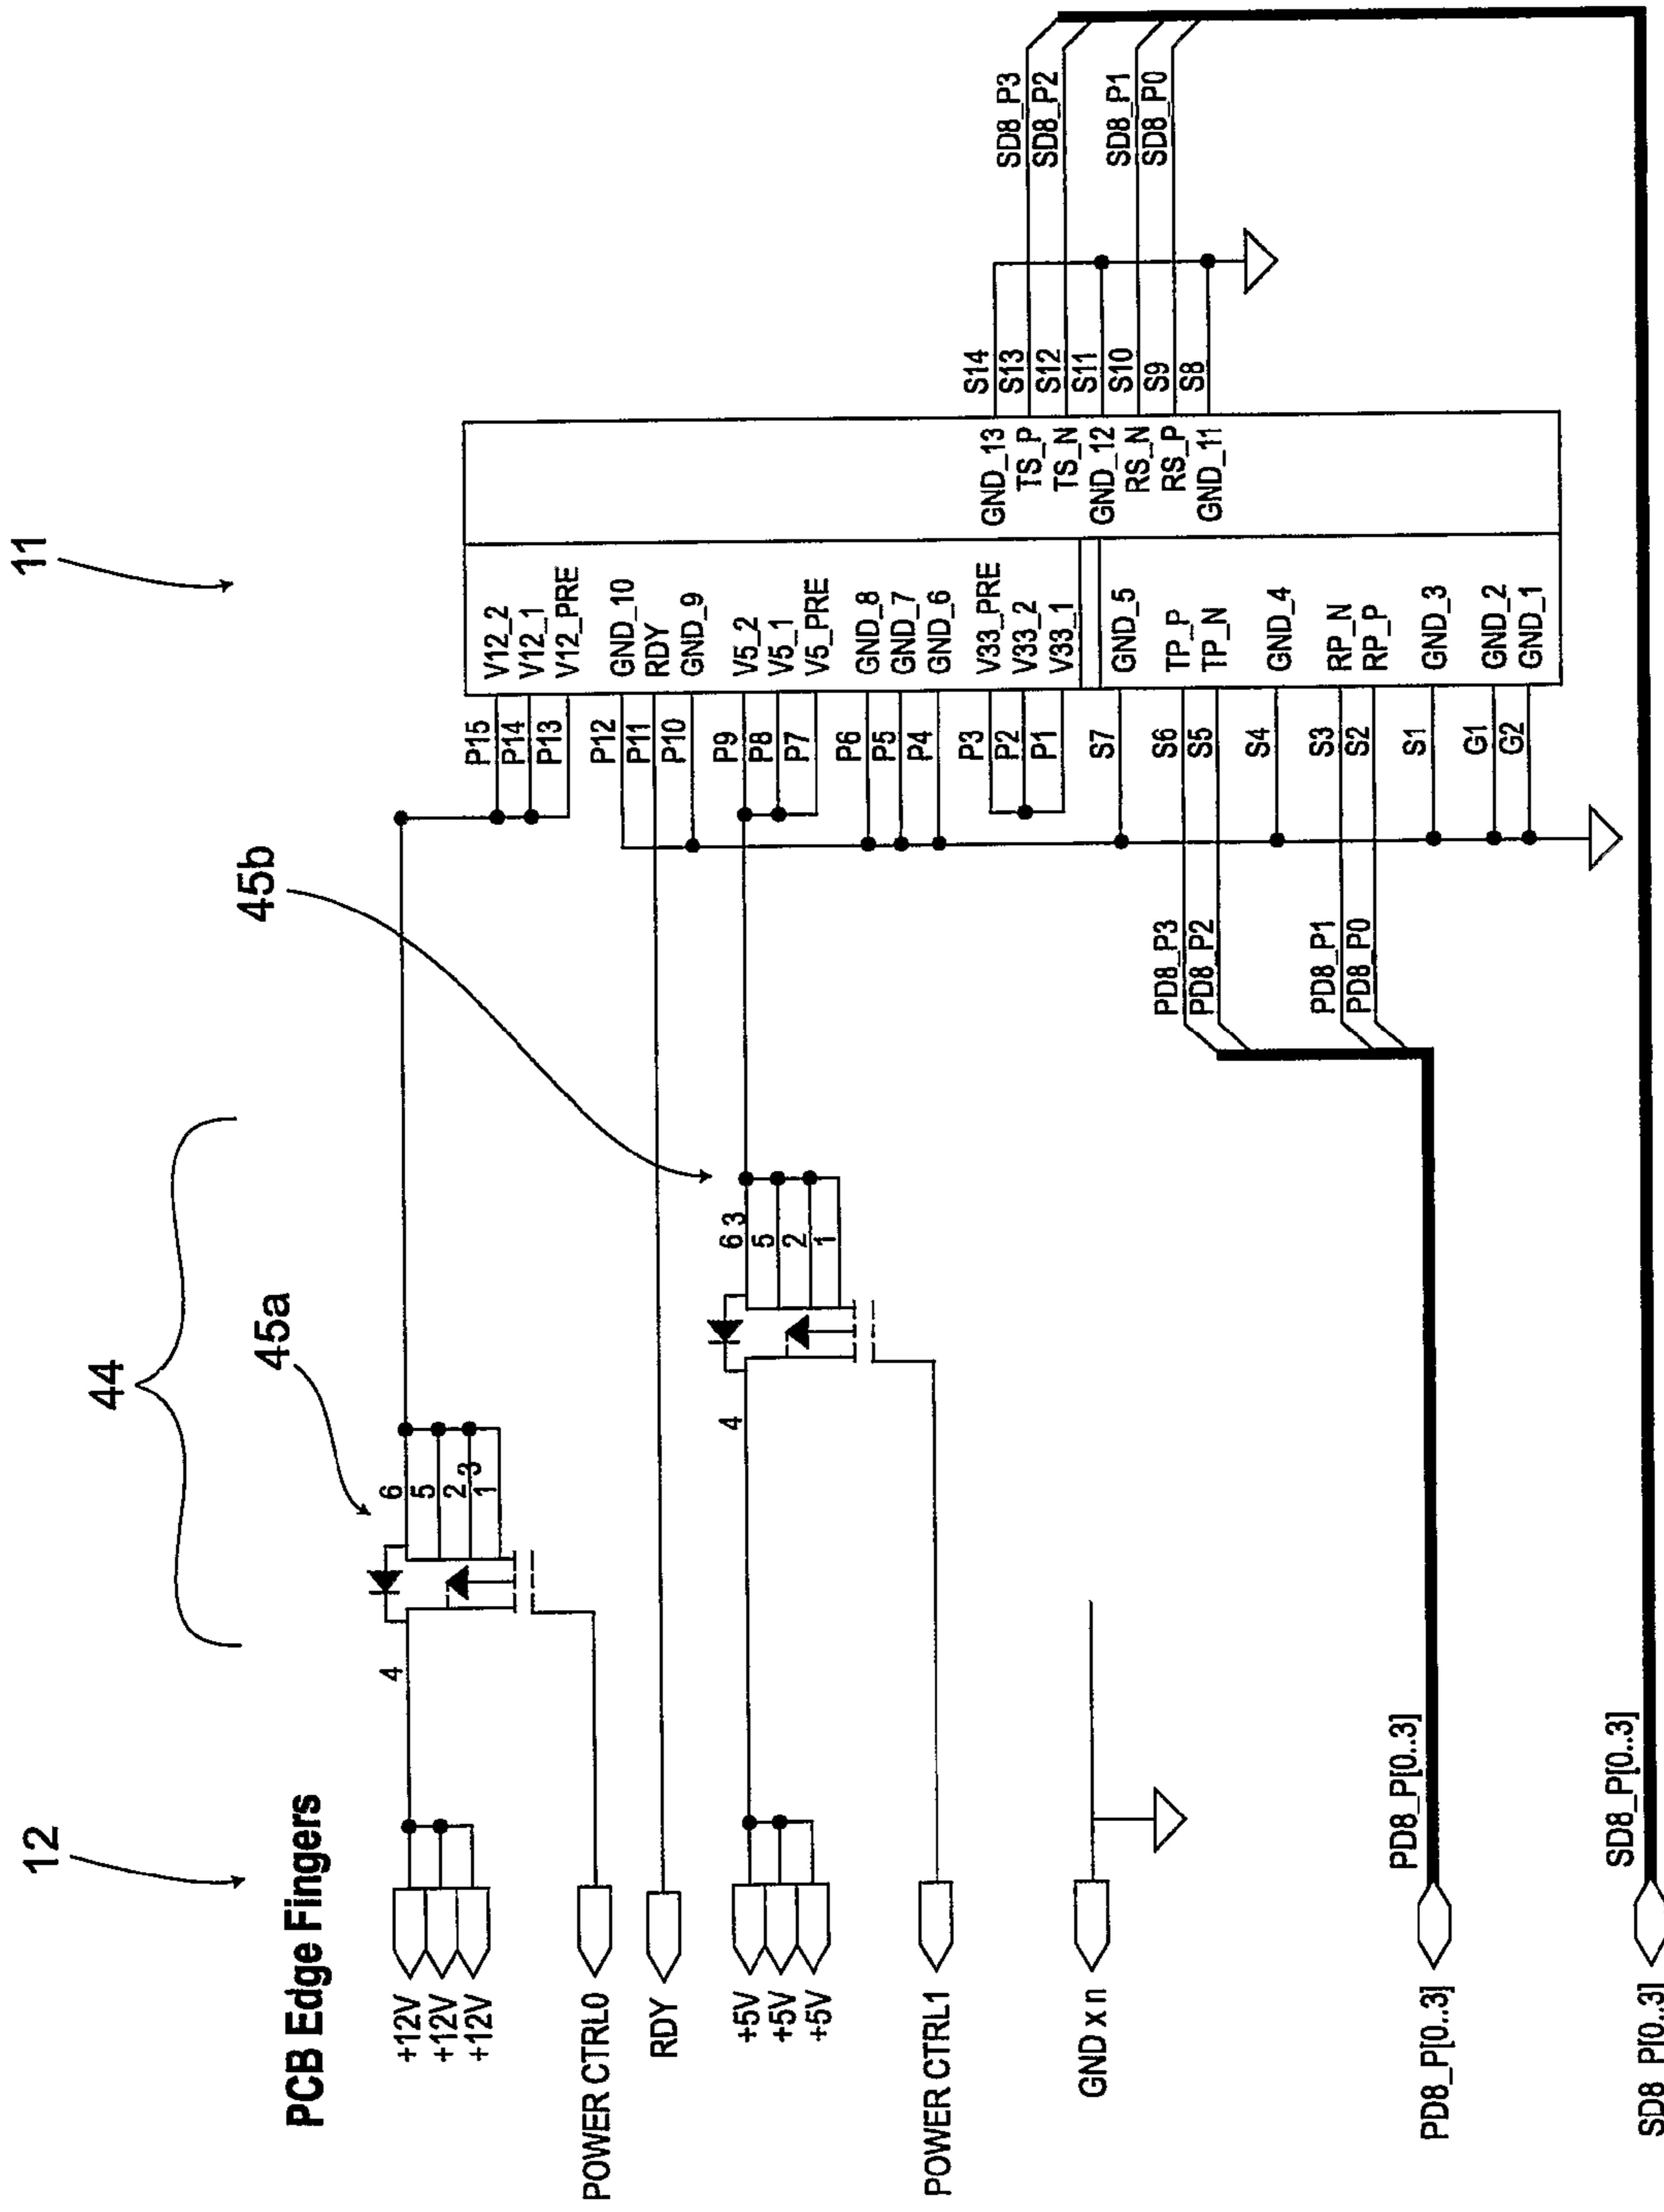 11
12
44
45a
45b
PCB Edge Fingers
+12V
+12V
+12V
POWER CTRL0
RDY
+5V
+5V
+5V
POWER CTRL1
GND x n
PD8_P[0..3]
SD8_P[0..3]
PD8_P[0..3]
SD8_P[0..3]
4
6
5
2 3
1
4
6 3
5
2
1
PD8_P3
PD8_P2
PD8_P1
PD8_P0
P15
P14
P13
P12
P11
P10
P9
P8
P7
P6
P5
P4
P3
P2
P1
S7
S6
S5
S4
S3
S2
S1
G1
G2
V12_2
V12_1
V12_PRE
GND_10
RDY
GND_9
V5_2
V5_1
V5_PRE
GND_8
GND_7
GND_6
V33_PRE
V33_2
V33_1
GND_5
TP_P
TP_N
GND_4
RP_N
RP_P
GND_3
GND_2
GND_1
GND_13
TS_P
TS_N
GND_12
RS_N
RS_P
GND_11
S14
S13
S12
S11
S10
S9
S8
SD8_P3
SD8_P2
SD8_P1
SD8_P0